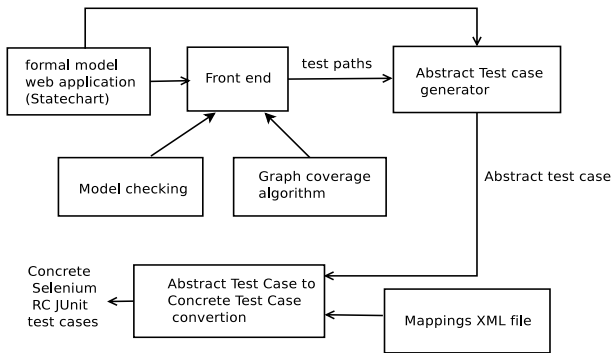 formal model
web application
(Statechart)
Front end
test paths
Abstract Test case
generator
Model checking
Graph coverage
algorithm
Abstract test case
Concrete
Selenium
RC JUnit
test cases
Abstract Test Case to
Concrete Test Case
convertion
Mappings XML file